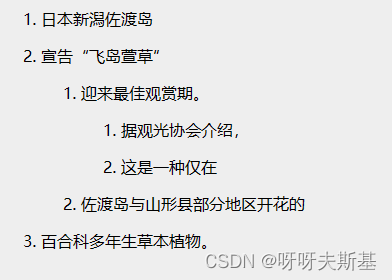 1. 日本新潟佐渡岛
2. 宣告“飞岛萱草”
1. 迎来最佳观赏期。
1. 据观光协会介绍，
2. 这是一种仅在
2. 佐渡岛与山形县部分地区开花的
3. 百合科多年生草本植物。
CSDN @呀呀夫斯基